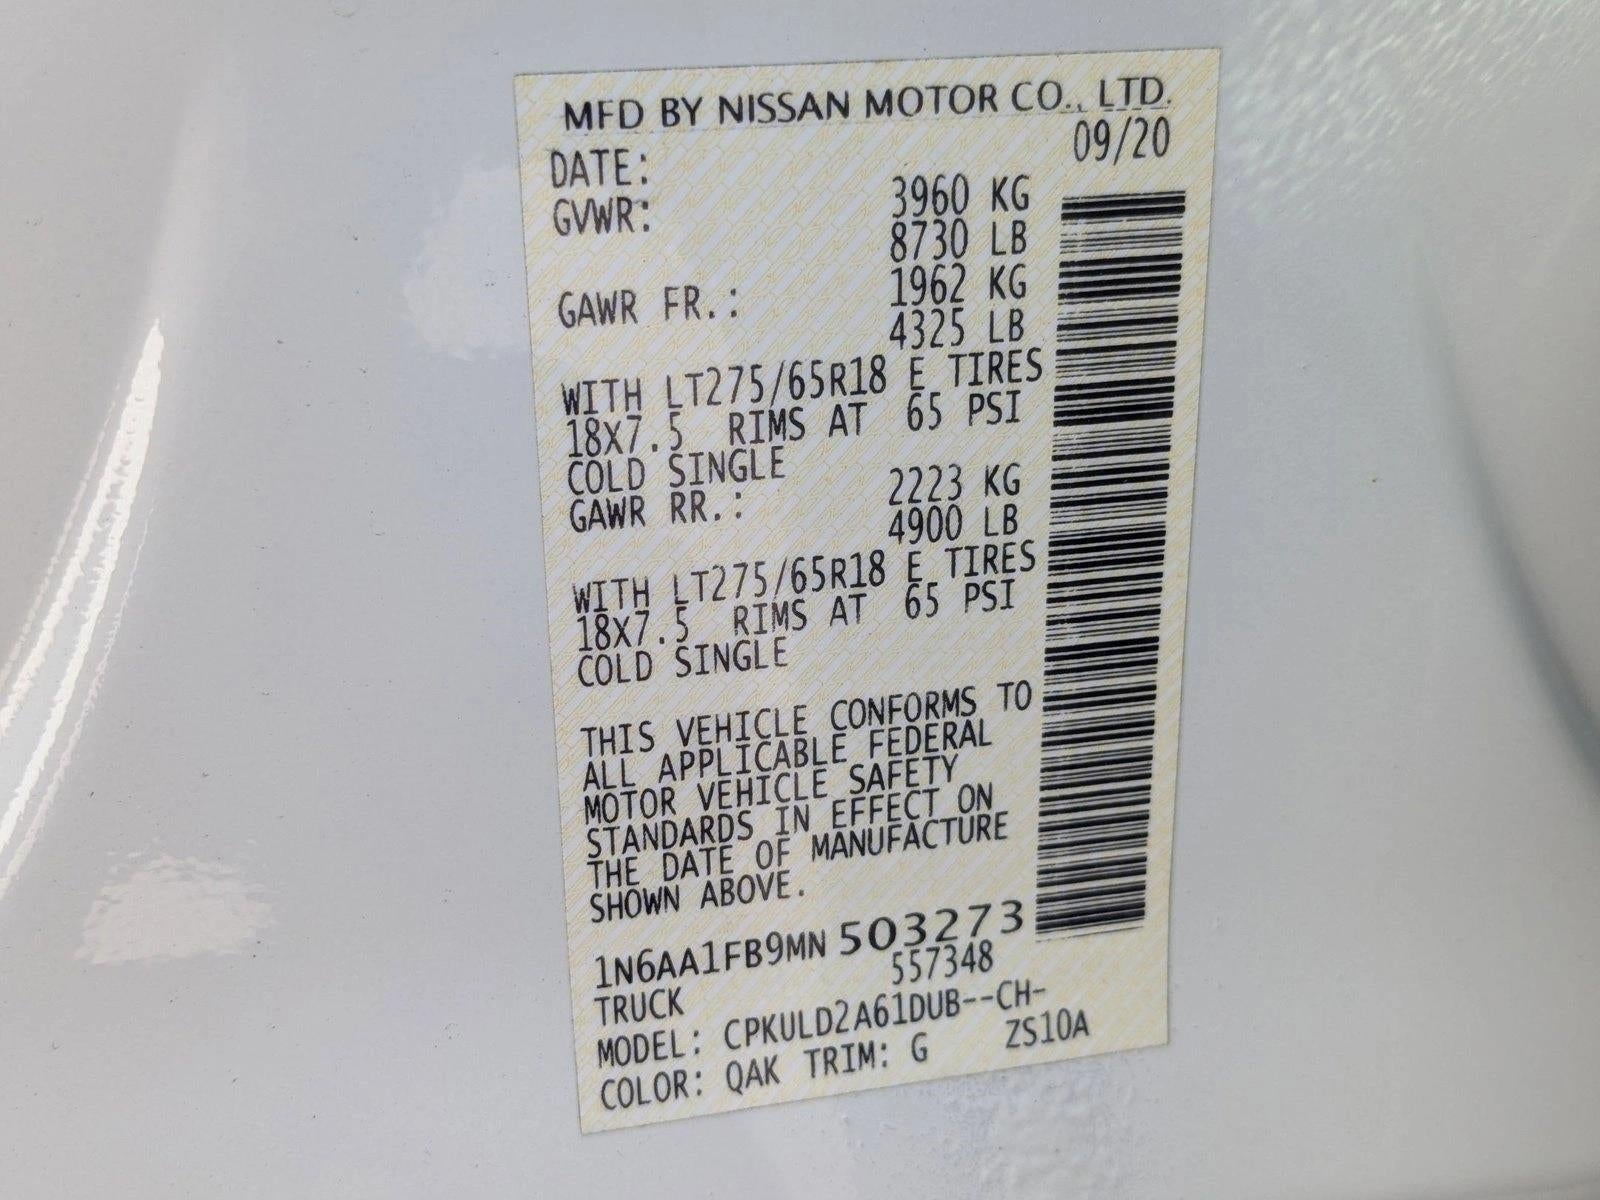 MFD BY NISSAN MOTOR CO., LTD.
DATE: 09/20
GVWR: 3960 KG
8730 LB
GAWR FR.: 1962 KG
4325 LB
WITH LT275/65R18 E TIRES
18X7.5 RIMS AT 65 PSI
COLD SINGLE
GAWR RR.: 2223 KG
4900 LB
WITH LT275/65R18 E TIRES
18X7.5 RIMS AT 65 PSI
COLD SINGLE
THIS VEHICLE CONFORMS TO
ALL APPLICABLE FEDERAL
MOTOR VEHICLE SAFETY
STANDARDS IN EFFECT ON
THE DATE OF MANUFACTURE
SHOWN ABOVE.
1N6AA1FB9MN 503273
TRUCK 557348
MODEL: CPKULD2A61DUB--CH-
COLOR: QAK TRIM: G ZS10A